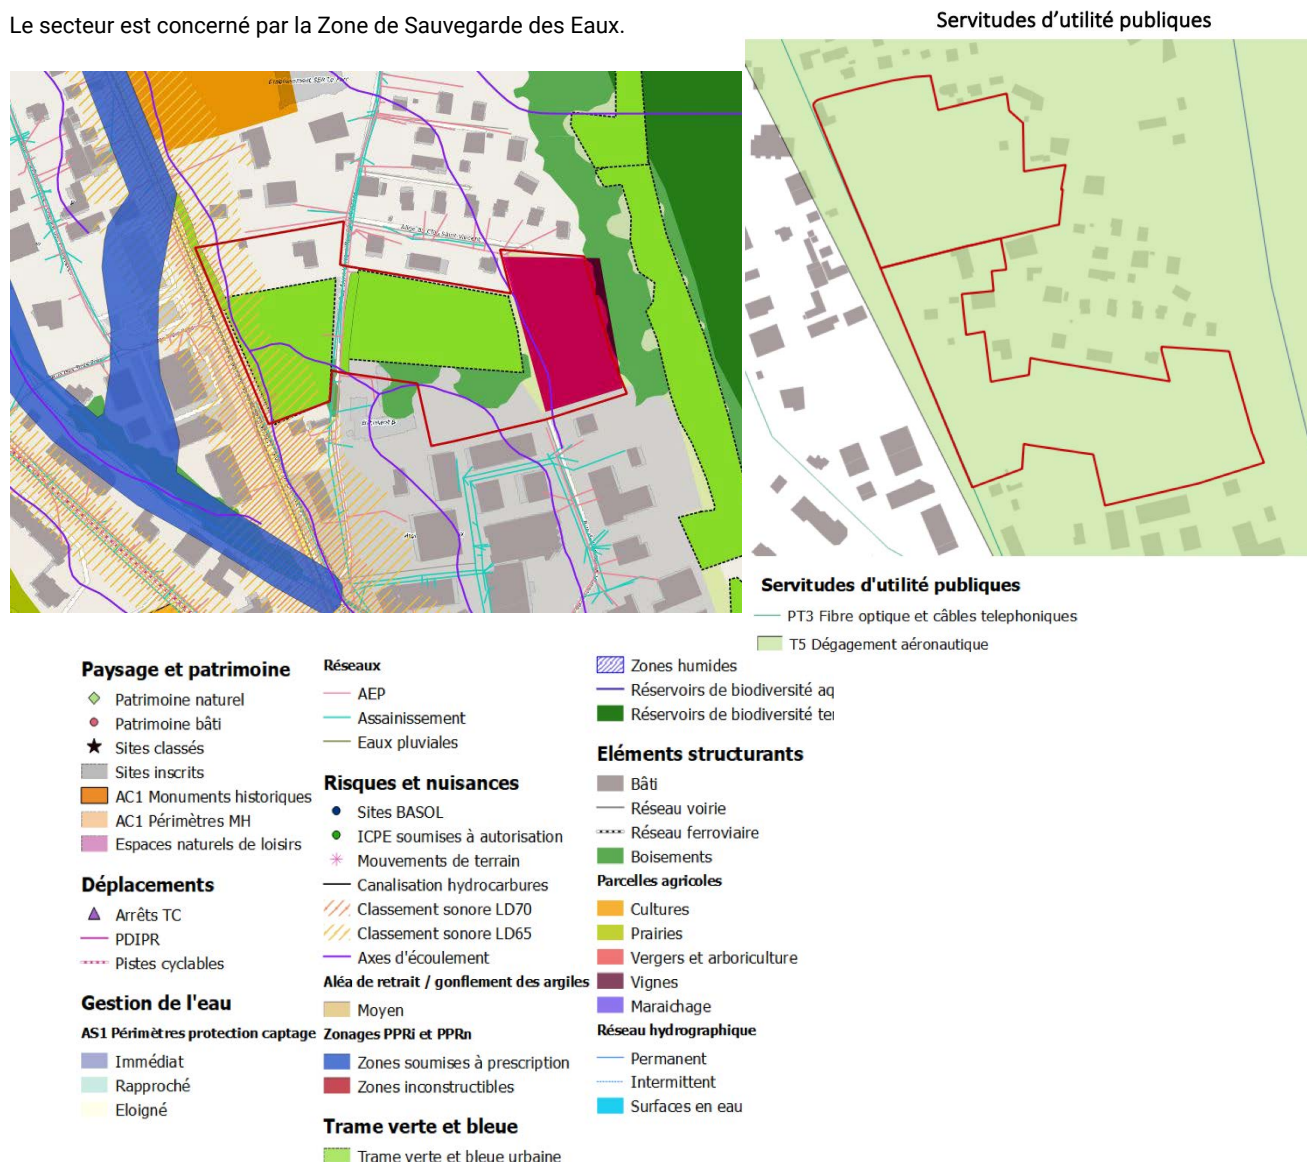 Le secteur est concerné par la Zone de Sauvegarde des Eaux.
Servitudes d'utilité publiques
Servitudes d'utilité publiques
PT3 Fibre optique et câbles telephoniques
T5 Dégagement aéronautique
Paysage et patrimoine
Patrimoine naturel
Patrimoine bâti
Sites classés
Sites inscrits
AC1 Monuments historiques
AC1 Périmètres MH
Espaces naturels de loisirs
Déplacements
Arrêts TC
PDIPR
Pistes cyclables
Gestion de l'eau
AS1 Périmètres protection captage
Immédiat
Rapproché
Eloigné
Réseaux
AEP
Assainissement
Eaux pluviales
Risques et nuisances
Sites BASOL
ICPE soumises à autorisation
Mouvements de terrain
Canalisation hydrocarbures
Classement sonore LD70
Classement sonore LD65
Axes d'écoulement
Aléa de retrait / gonflement des argiles
Moyen
Zonages PPRi et PPRn
Zones soumises à prescription
Zones inconstructibles
Trame verte et bleue
Trame verte et bleue urbaine
Zones humides
Réservoirs de biodiversité aq
Réservoirs de biodiversité ter
Eléments structurants
Bâti
Réseau voirie
Réseau ferroviaire
Boisements
Parcelles agricoles
Cultures
Prairies
Vergers et arboriculture
Vignes
Maraichage
Réseau hydrographique
Permanent
Intermittent
Surfaces en eau